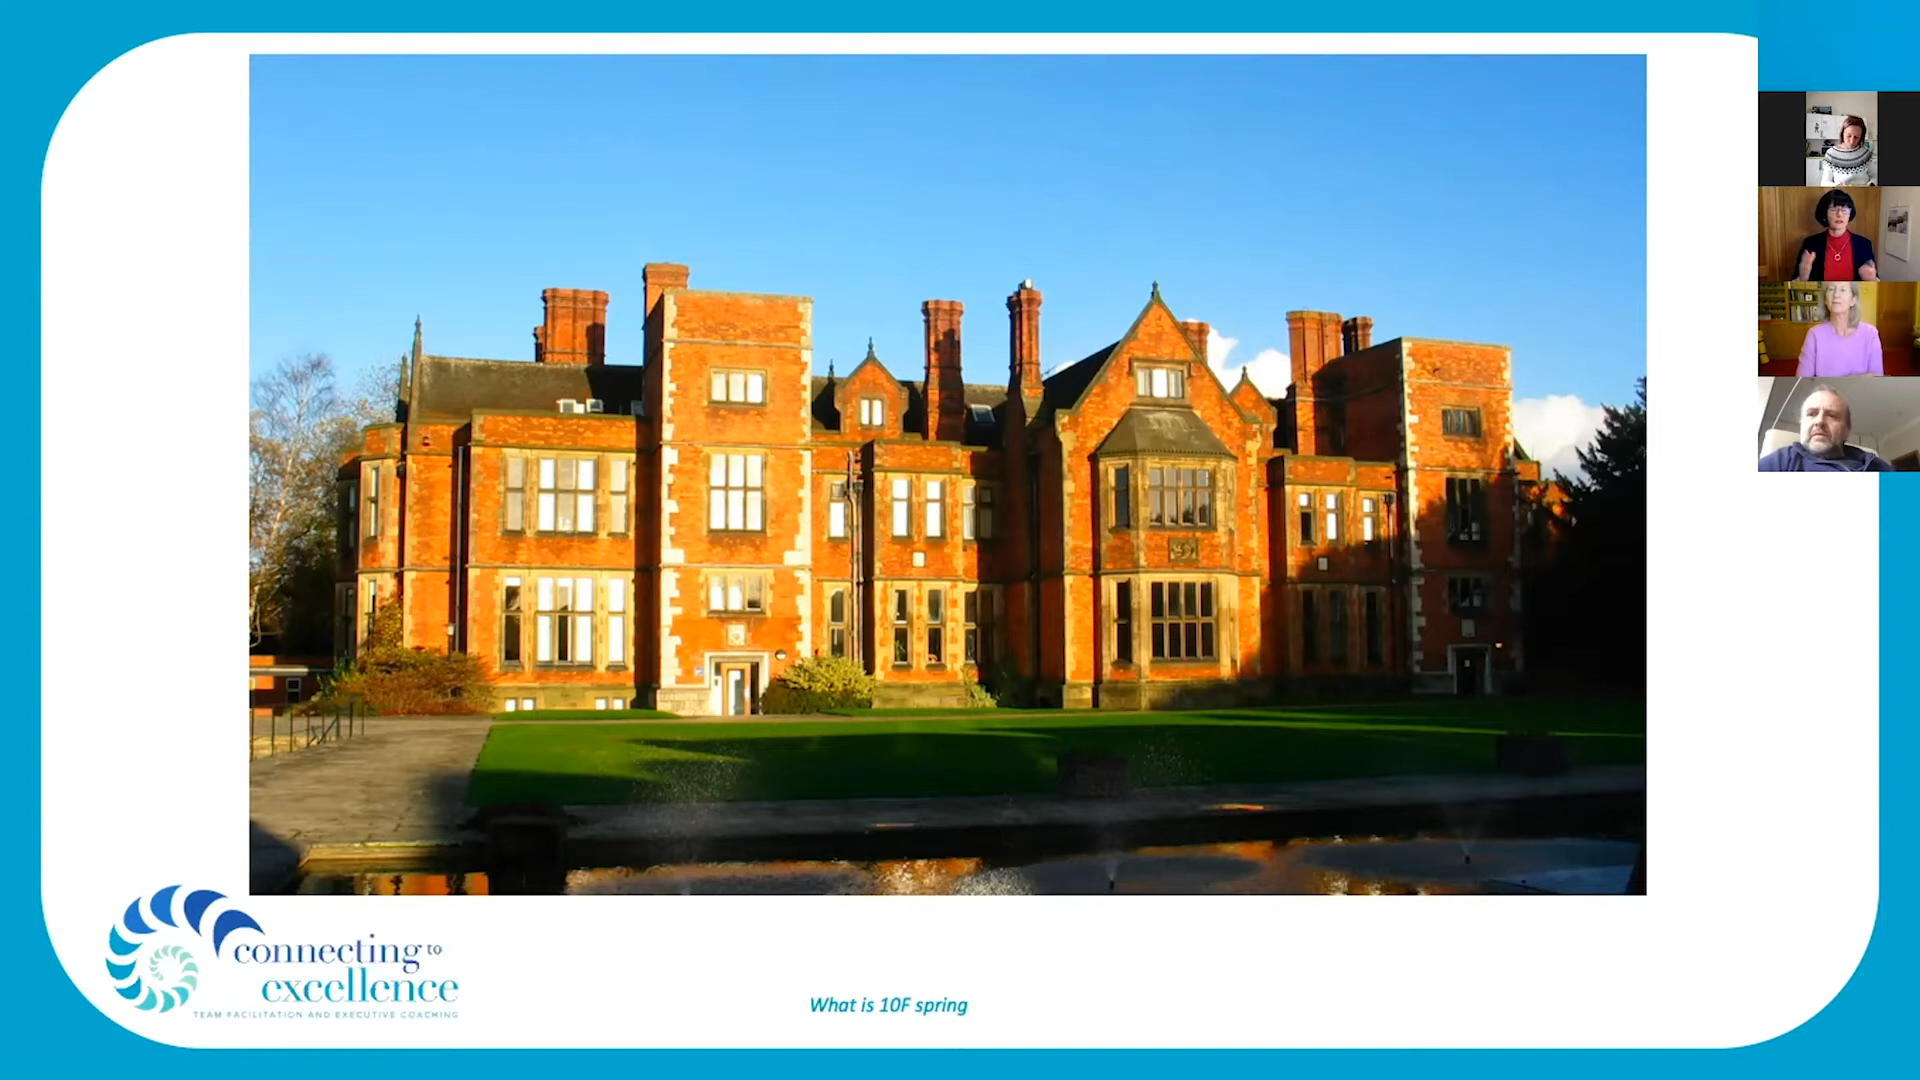 connecting to
excellence
TEAM FACILITATION AND EXECUTIVE COACHING
What is 10F spring